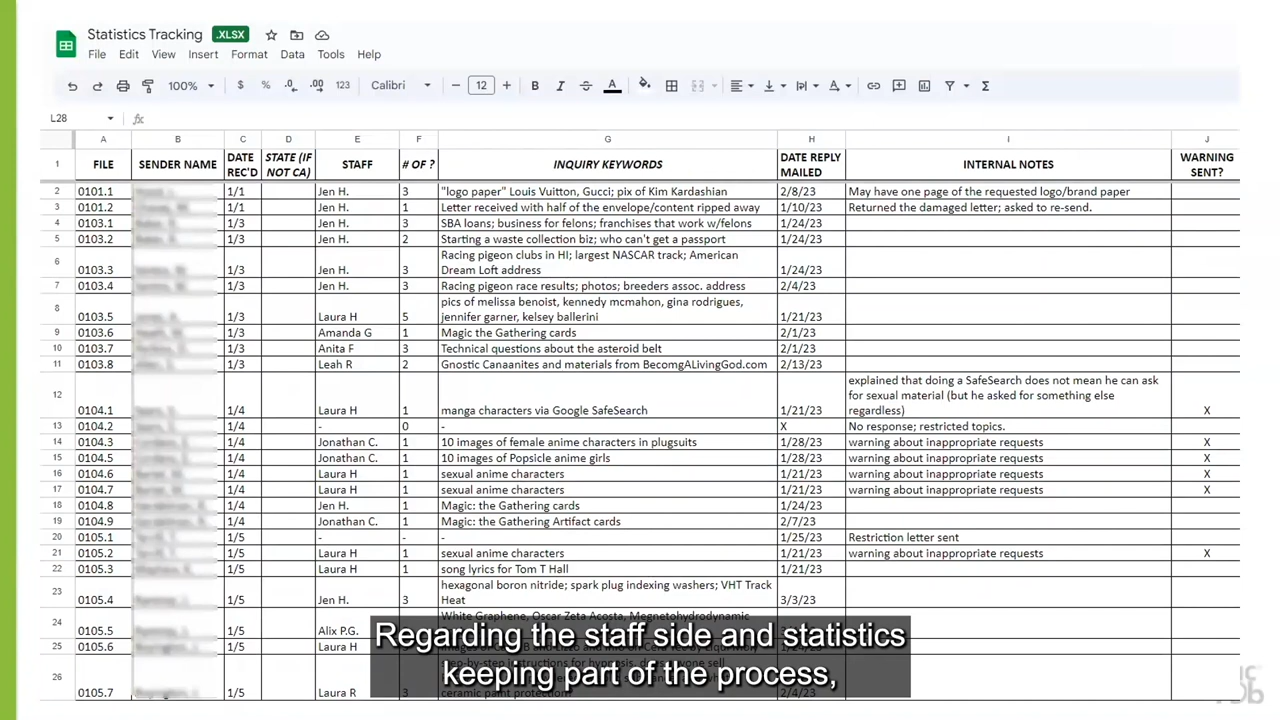 Statistics Tracking .XLSX
File Edit View Insert Format Data Tools Help
100% $ % .0 .00 123 Calibri − 12 + B I A Σ
L28 fx
A B C D E F G H I J
1 FILE SENDER NAME DATE REC'D STATE (IF NOT CA) STAFF # OF ? INQUIRY KEYWORDS DATE REPLY MAILED INTERNAL NOTES WARNING SENT?
2 0101.1 1/1 Jen H. 3 "logo paper" Louis Vuitton, Gucci; pix of Kim Kardashian 2/8/23 May have one page of the requested logo/brand paper
3 0101.2 1/1 Jen H. 1 Letter received with half of the envelope/content ripped away 1/10/23 Returned the damaged letter; asked to re-send.
4 0103.1 1/3 Jen H. 3 SBA loans; business for felons; franchises that work w/felons 1/24/23
5 0103.2 1/3 Jen H. 2 Starting a waste collection biz; who can't get a passport 1/24/23
6 0103.3 1/3 Jen H. 3 Racing pigeon clubs in HI; largest NASCAR track; American Dream Loft address 1/24/23
7 0103.4 1/3 Jen H. 3 Racing pigeon race results; photos; breeders assoc. address 2/4/23
8 0103.5 1/3 Laura H 5 pics of melissa benoist, kennedy mcmahon, gina rodrigues, jennifer garner, kelsey ballerini 1/21/23
9 0103.6 1/3 Amanda G 1 Magic the Gathering cards 2/1/23
10 0103.7 1/3 Anita F 3 Technical questions about the asteroid belt 2/1/23
11 0103.8 1/3 Leah R 2 Gnostic Canaanites and materials from BecomgALivingGod.com 2/13/23
12 0104.1 1/4 Laura H 1 manga characters via Google SafeSearch 1/21/23 explained that doing a SafeSearch does not mean he can ask for sexual material (but he asked for something else regardless) X
13 0104.2 1/4 - 0 - X No response; restricted topics.
14 0104.3 1/4 Jonathan C. 1 10 images of female anime characters in plugsuits 1/28/23 warning about inappropriate requests X
15 0104.5 1/4 Jonathan C. 1 10 images of Popsicle anime girls 1/28/23 warning about inappropriate requests X
16 0104.6 1/4 Laura H 1 sexual anime characters 1/21/23 warning about inappropriate requests X
17 0104.7 1/4 Laura H 1 sexual anime characters 1/21/23 warning about inappropriate requests X
18 0104.8 1/4 Jen H. 1 Magic: the Gathering cards 1/24/23
19 0104.9 1/4 Jonathan C. 1 Magic: the Gathering Artifact cards 2/7/23
20 0105.1 1/5 - - - 1/25/23 Restriction letter sent
21 0105.2 1/5 Laura H 1 sexual anime characters 1/21/23 warning about inappropriate requests X
22 0105.3 1/5 Laura H 1 song lyrics for Tom T Hall 1/21/23
23 0105.4 1/5 Jen H. 3 hexagonal boron nitride; spark plug indexing washers; VHT Track Heat 3/3/23
24 0105.5 1/5 Alix P.G. White Graphene, Oscar Zeta Acosta, Megnetohydrodynamic
25 0105.6 1/5 Laura H
26 0105.7 1/5 Laura R 3 step-by-step instructions for hypnosis, ceramic paint protection 2/4/23
Regarding the staff side and statistics
keeping part of the process,